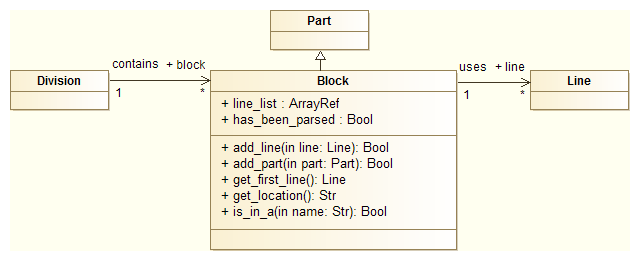 Part
contains + block
uses + line
Division
1
*
Block
1
*
Line
+ line_list : ArrayRef
+ has_been_parsed : Bool
+ add_line(in line: Line): Bool
+ add_part(in part: Part): Bool
+ get_first_line(): Line
+ get_location(): Str
+ is_in_a(in name: Str): Bool